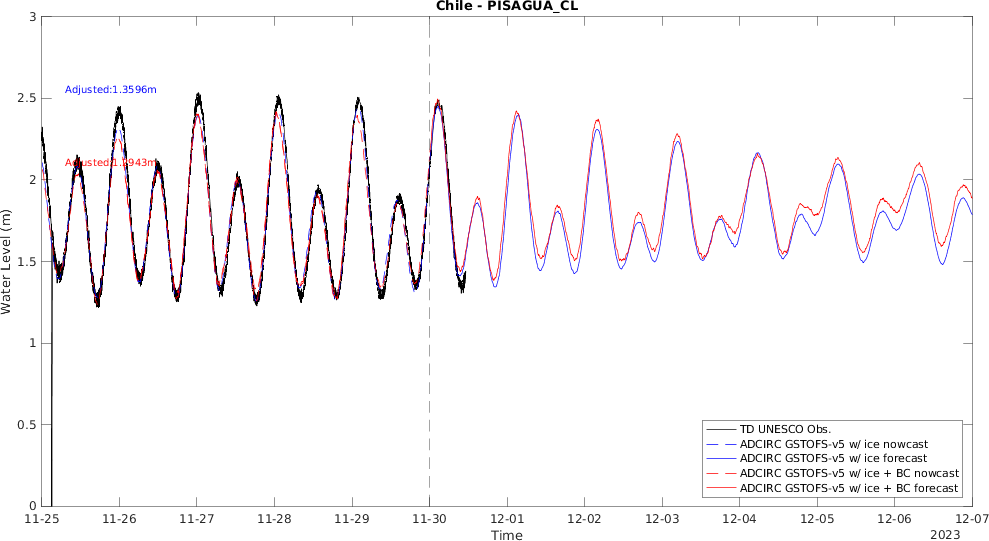 Chile - PISAGUA_CL
3
2.5
2
1.5
1
0.5
0
Water Level (m)
Adjusted:1.3596m
11-25
11-26
11-27
11-28
11-29
11-30
12-01
12-02
12-03
12-04
12-05
12-06
12-07
Time
2023
TD UNESCO Obs.
ADCIRC GSTOFS-v5 w/ ice nowcast
ADCIRC GSTOFS-v5 w/ ice forecast
ADCIRC GSTOFS-v5 w/ ice + BC nowcast
ADCIRC GSTOFS-v5 w/ ice + BC forecast